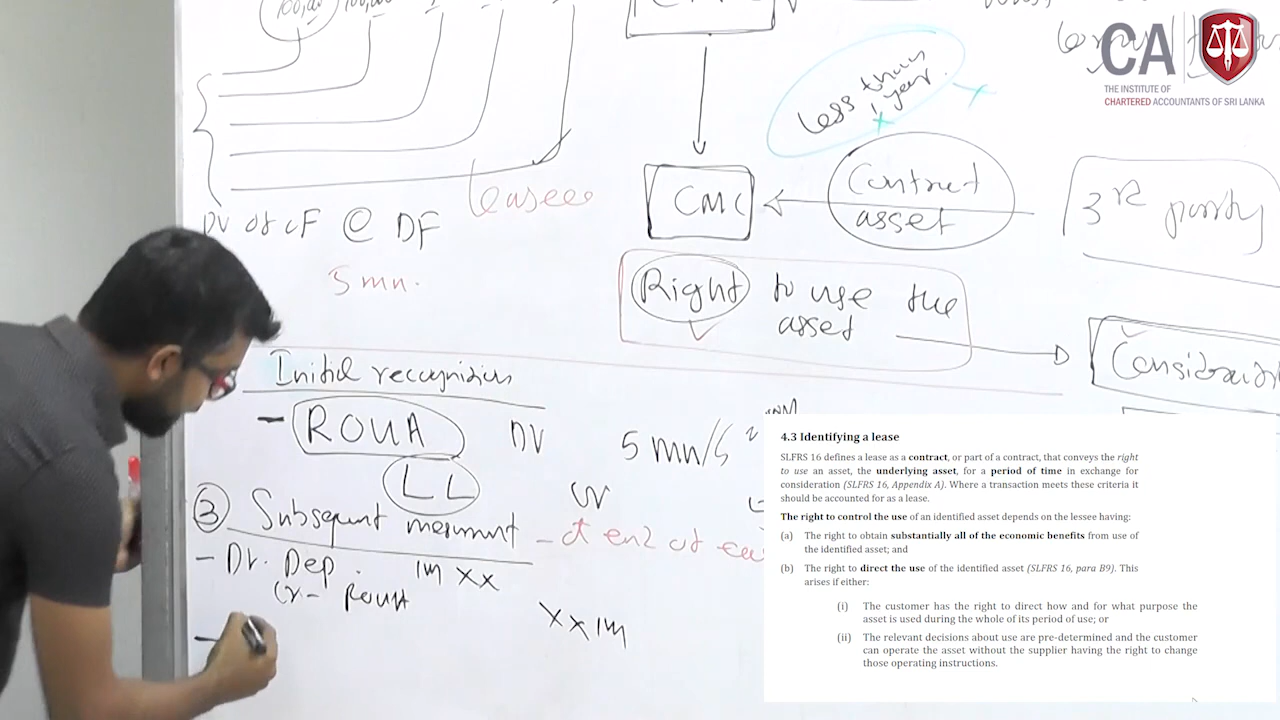 100,000 100,000
CA
THE INSTITUTE OF
CHARTERED ACCOUNTANTS OF SRI LANKA
less than
1 year.
Contract
asset
CMC
3rd party
leasee
PV of CF @ DF
5 mn.
Right to use the
asset
Initial recognition
- ROUA DV 5 mn/5
LL
3 Subsequent mesurment - at end of
- Dr. Dep 1m xx
Cr - ROUA xx 1m
-
4.3 Identifying a lease
SLFRS 16 defines a lease as a contract, or part of a contract, that conveys the right
to use an asset, the underlying asset, for a period of time in exchange for
consideration (SLFRS 16, Appendix A). Where a transaction meets these criteria it
should be accounted for as a lease.
The right to control the use of an identified asset depends on the lessee having:
(a) The right to obtain substantially all of the economic benefits from use of
the identified asset; and
(b) The right to direct the use of the identified asset (SLFRS 16, para B9). This
arises if either:
(i) The customer has the right to direct how and for what purpose the
asset is used during the whole of its period of use; or
(ii) The relevant decisions about use are pre-determined and the customer
can operate the asset without the supplier having the right to change
those operating instructions.